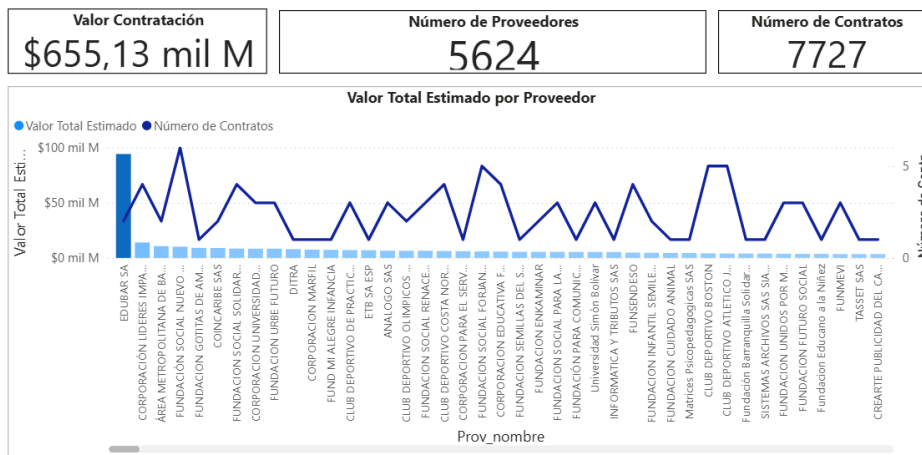 Valor Contratación
$655,13 mil M
Número de Proveedores
5624
Número de Contratos
7727
Valor Total Estimado por Proveedor
Valor Total Estimado
Número de Contratos
Valor Total Esti...
$100 mil M
$50 mil M
$0 mil M
5
0
EDUBAR SA
CORPORACIÓN LIDERES IMPA...
ÁREA METROPOLITANA DE BA...
FUNDACIÓN SOCIAL NUEVO ...
FUNDACION GOTITAS DE AM...
COINCARIBE SAS
FUNDACION SOCIAL SOLIDAR...
CORPORACION UNIVERSIDAD...
FUNDACION URBE FUTURO
DITRA
CORPORACION MARFIL
FUND MI ALEGRE INFANCIA
CLUB DEPORTIVO DE PRACTIC...
ETB SA ESP
ANALOGO SAS
CLUB DEPORTIVO OLIMPICOS ...
FUNDACION SOCIAL RENACE...
CLUB DEPORTIVO COSTA NOR...
CORPORACION PARA EL SERV...
FUNDACION SOCIAL FORJAN...
CORPORACION EDUCATIVA F...
FUNDACION SEMILLAS DEL S...
FUNDACION ENKAMINAR
FUNDACION SOCIAL PARA LA...
FUNDACIÓN PARA COMUNIC...
Universidad Simón Bolívar
INFORMATICA Y TRIBUTOS SAS
FUNSENDESO
FUNDACION INFANTIL SEMILE...
FUNDACION CUIDADO ANIMAL
Matrices Psicopedagogicas SAS
CLUB DEPORTIVO BOSTON
CLUB DEPORTIVO ATLETICO J...
Fundación Barranquilla Solidar...
SISTEMAS ARCHIVOS SAS SIA...
FUNDACION UNIDOS POR M...
FUNDACION FUTURO SOCIAL
Fundacion Educano a la Niñez
FUNMEVI
TASSET SAS
CREARTE PUBLICIDAD DEL CA...
Prov_nombre